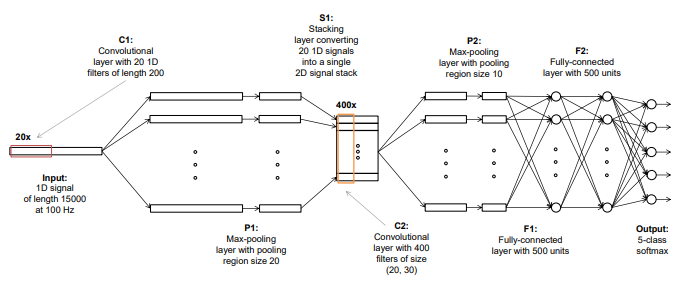 C1:
Convolutional
layer with 20 1D
filters of length 200
S1:
Stacking
layer converting
20 1D signals
into a single
2D signal stack
P2:
Max-pooling
layer with pooling
region size 10
F2:
Fully-connected
layer with 500 units
20x
400x
Input:
1D signal
of length 15000
at 100 Hz
P1:
Max-pooling
layer with pooling
region size 20
C2:
Convolutional
layer with 400
filters of size
(20, 30)
F1:
Fully-connected
layer with 500 units
Output:
5-class
softmax